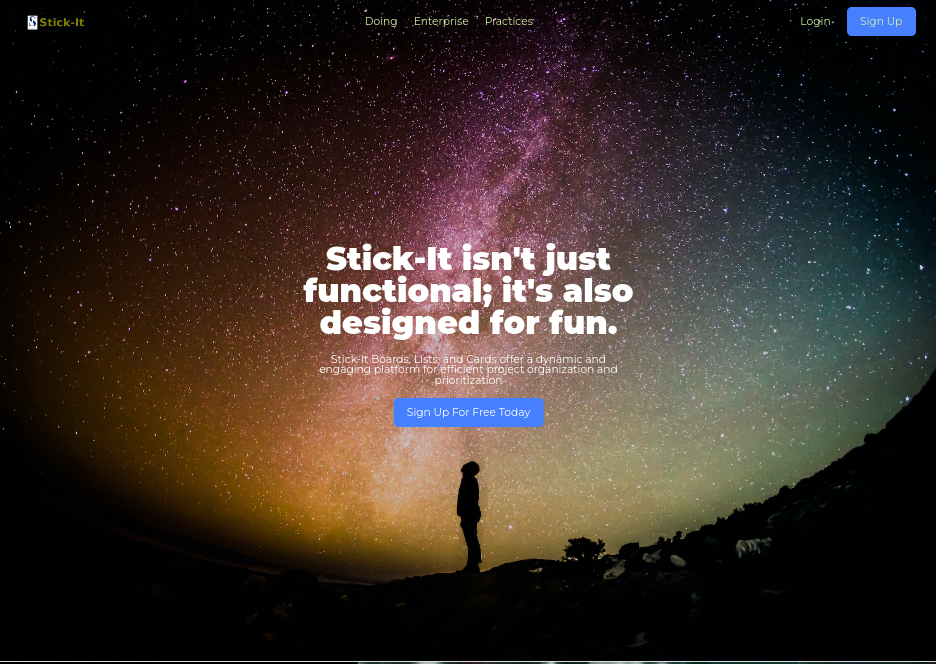 Stick-It
Doing Enterprise Practices
Login
Sign Up
Stick-It isn't just
functional; it's also
designed for fun.
Stick-It Boards, Lists, and Cards offer a dynamic and
engaging platform for efficient project organization and
prioritization
Sign Up For Free Today